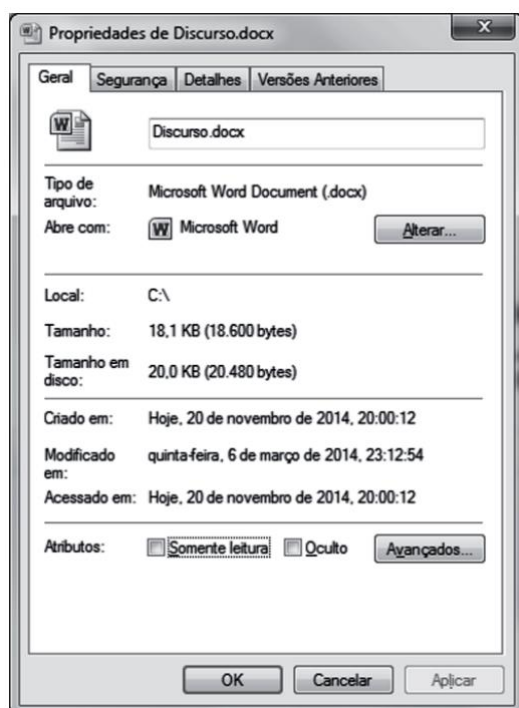 Propriedades de Discurso.docx
Geral Segurança Detalhes Versões Anteriores
Discurso.docx
Tipo de arquivo: Microsoft Word Document (.docx)
Abre com: Microsoft Word Alterar...
Local: C:\
Tamanho: 18,1 KB (18.600 bytes)
Tamanho em disco: 20,0 KB (20.480 bytes)
Criado em: Hoje, 20 de novembro de 2014, 20:00:12
Modificado em: quinta-feira, 6 de março de 2014, 23:12:54
Acessado em: Hoje, 20 de novembro de 2014, 20:00:12
Atributos: Somente leitura Oculto Avançados...
OK Cancelar Aplicar